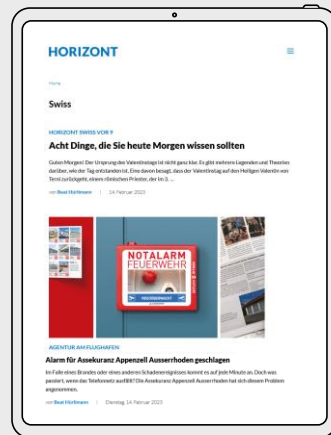 HORIZONT
Home
Swiss
HORIZONT SWISS VOR 9
Acht Dinge, die Sie heute Morgen wissen sollten
Guten Morgen! Der Ursprung des Valentinstags ist nicht ganz klar. Es gibt mehrere Legenden und Theorien
darüber, wie der Tag entstanden ist. Eine davon besagt, dass der Valentinstag auf den Heiligen Valentin von
Terni zurückgeht, einem römischen Priester, der im 3. ...
von Beat Hürlimann | 14. Februar 2023
NOTALARM
FEUERWEHR
AGENTUR AM FLUGHAFEN
Alarm für Assekuranz Appenzell Ausserrhoden geschlagen
Im Falle eines Brandes oder eines anderen Schadenereignisses kommt es auf jede Minute an. Doch was
passiert, wenn das Telefonnetz ausfällt? Die Assekuranz Appenzell Ausserrhoden hat sich diesem Problem
angenommen.
von Beat Hürlimann | Dienstag, 14. Februar 2023